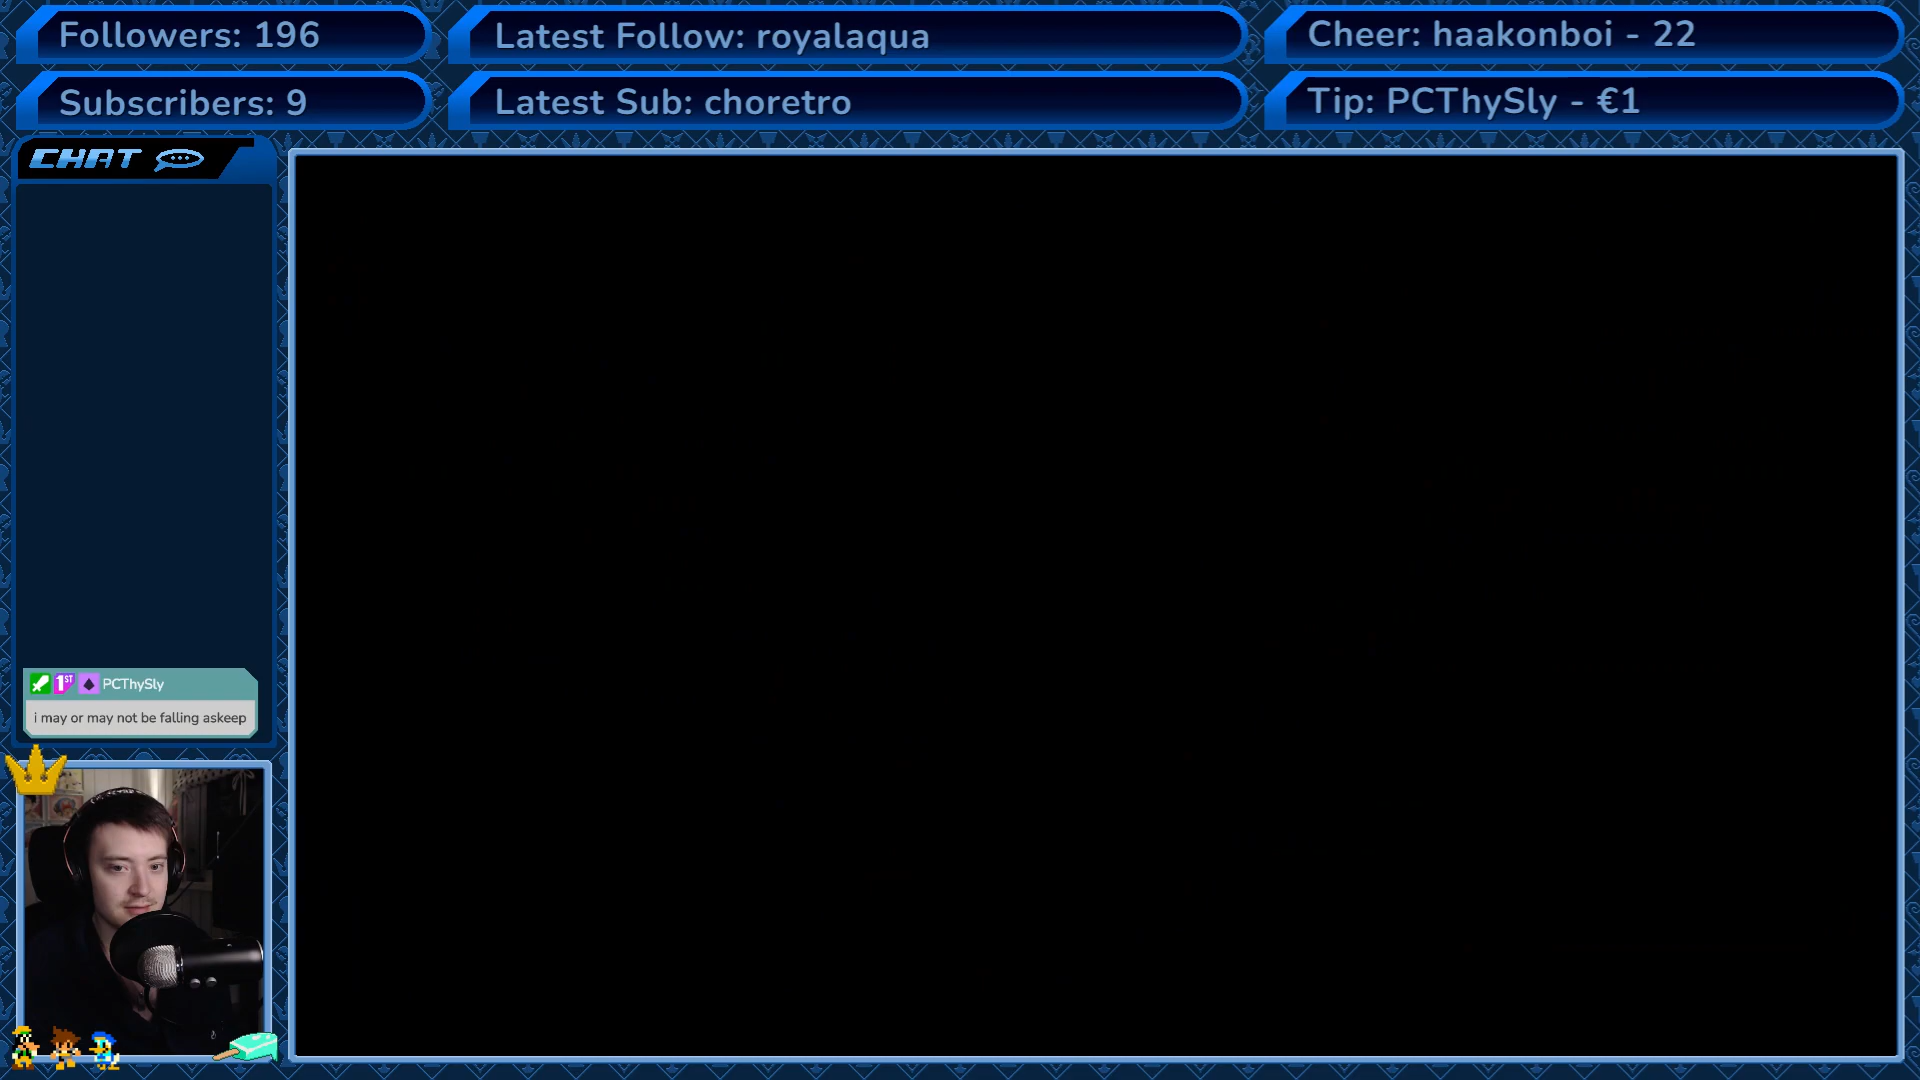 Followers: 196
Latest Follow: royalaqua
Cheer: haakonboi - 22
Subscribers: 9
Latest Sub: choretro
Tip: PCThySly - €1
CHAT
1ST PCThySly
i may or may not be falling askeep